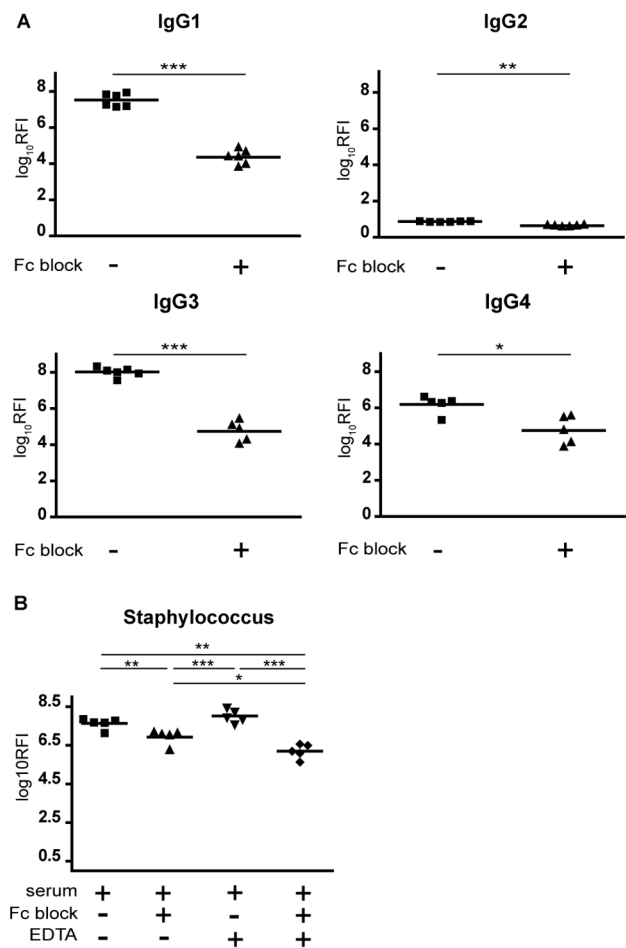 A
IgG1
IgG2
***
**
log₁₀RFI
8
6
4
2
0
log₁₀RFI
8
6
4
2
0
Fc block - +
Fc block - +
IgG3
IgG4
***
*
log₁₀RFI
8
6
4
2
0
log₁₀RFI
8
6
4
2
0
Fc block - +
Fc block - +
B
Staphylococcus
**
** *** ***
*
log10RFI
8.5
6.5
4.5
2.5
0.5
serum + + + +
Fc block - + - +
EDTA - - + +